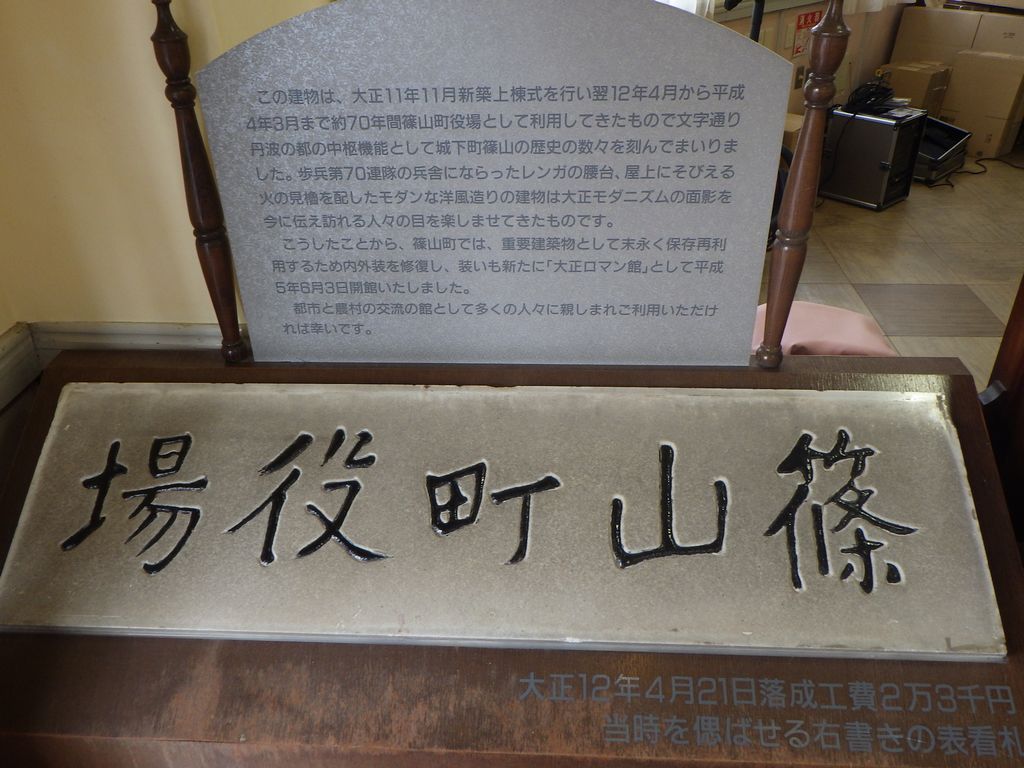 この建物は、大正11年11月新築上棟式を行い翌12年4月から平成
4年3月まで約70年間篠山町役場として利用してきたもので文字通り
丹波の都の中枢機能として城下町篠山の歴史の数々を刻んでまいりま
した。歩兵第70連隊の兵舎にならったレンガの腰台、屋上にそびえる
火の見櫓を配したモダンな洋風造りの建物は大正モダニズムの面影を
今に伝え訪れる人々の目を楽しませてきたものです。
こうしたことから、篠山町では、重要建築物として末永く保存再利
用するため内外装を修復し、装いも新たに「大正ロマン館」として平成
5年6月3日開館いたしました。
都市と農村の交流の館として多くの人々に親しまれご利用いただけ
れば幸いです。
場役町山篠
大正12年4月21日落成工費2万3千円
当時を偲ばせる右書きの表看札